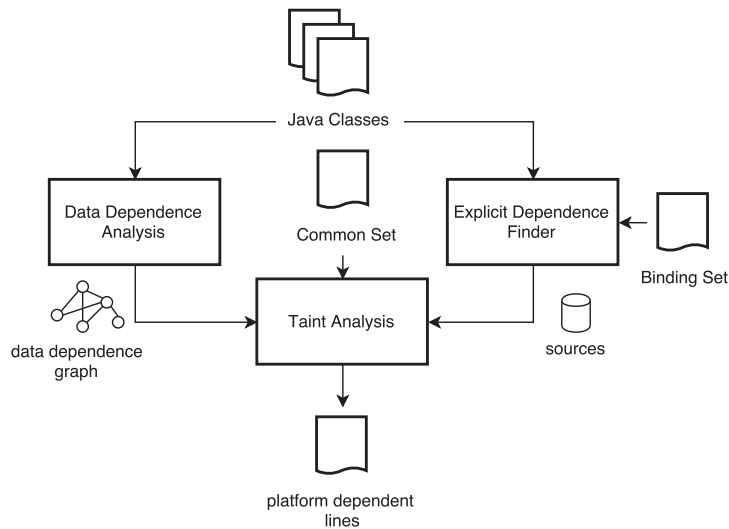 Java Classes
Data Dependence
Analysis
Common Set
Explicit Dependence
Finder
Binding Set
data dependence
graph
Taint Analysis
sources
platform dependent
lines